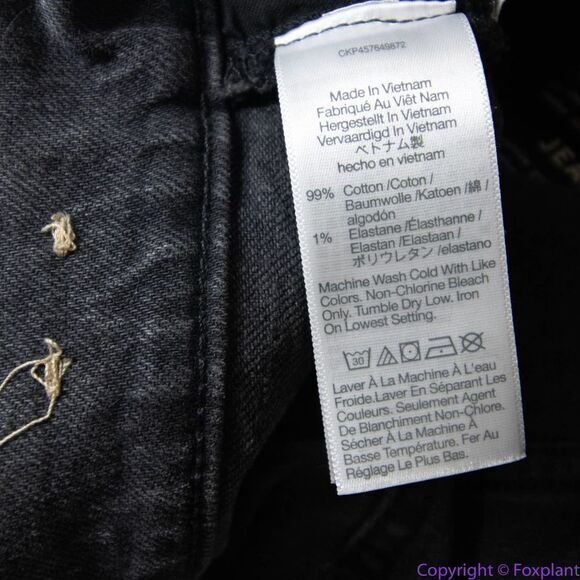 CKP457649872
Made In Vietnam
Fabriqué Au Viêt Nam
Hergestellt In Vietnam
Vervaardigd In Vietnam
ベトナム製
hecho en vietnam
99% Cotton /Coton /
Baumwolle /Katoen /綿 /
algodón
1% Elastane /Élasthanne /
Elastan /Elastaan /
ポリウレタン /elastano
Machine Wash Cold With Like
Colors. Non-Chlorine Bleach
Only. Tumble Dry Low. Iron
On Lowest Setting.
30
Laver À La Machine À L'eau
Froide.Laver En Séparant Les
Couleurs. Seulement Agent
De Blanchiment Non-Chlore.
Sécher À La Machine À
Basse Température. Fer Au
Réglage Le Plus Bas.
Copyright © Foxplant